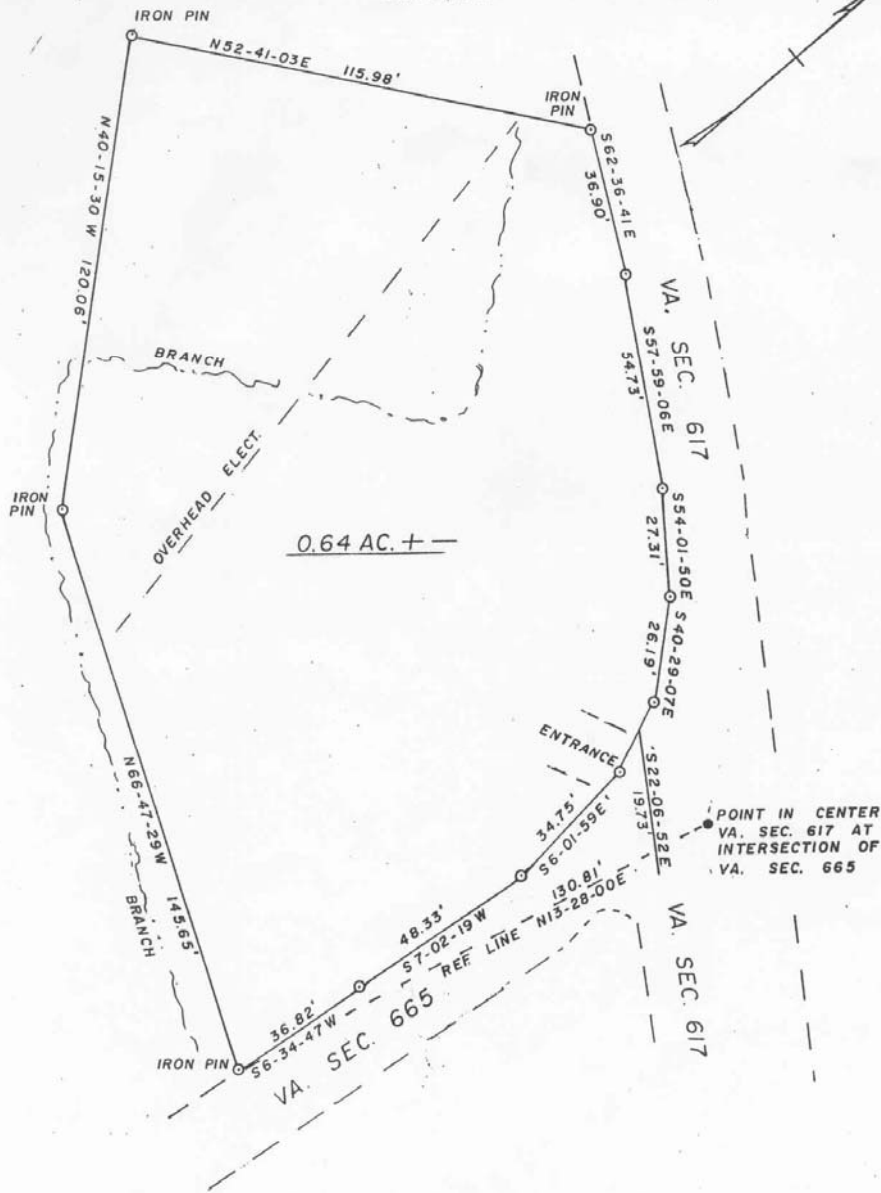 IRON PIN
N52-41-03E 115.98'
IRON
PIN
S62-36-41E
36.90'
N40-15-30 W 120.06'
VA. SEC. 617
S57-59-06E
54.73'
BRANCH
OVERHEAD ELECT.
IRON
PIN
0.64 AC. + -
S54-01-50E
27.31'
S40-29-07E
26.19'
ENTRANCE
S22-06-52E
19.73'
34.75'
S6-01-59E
POINT IN CENTER
VA. SEC. 617 AT
INTERSECTION OF
VA. SEC. 665
N66-47-29W 145.65'
BRANCH
130.81'
REF. LINE N13-28-00E
48.33'
S7-02-19W
VA. SEC. 617
36.82'
S6-34-47W
VA. SEC. 665
IRON PIN